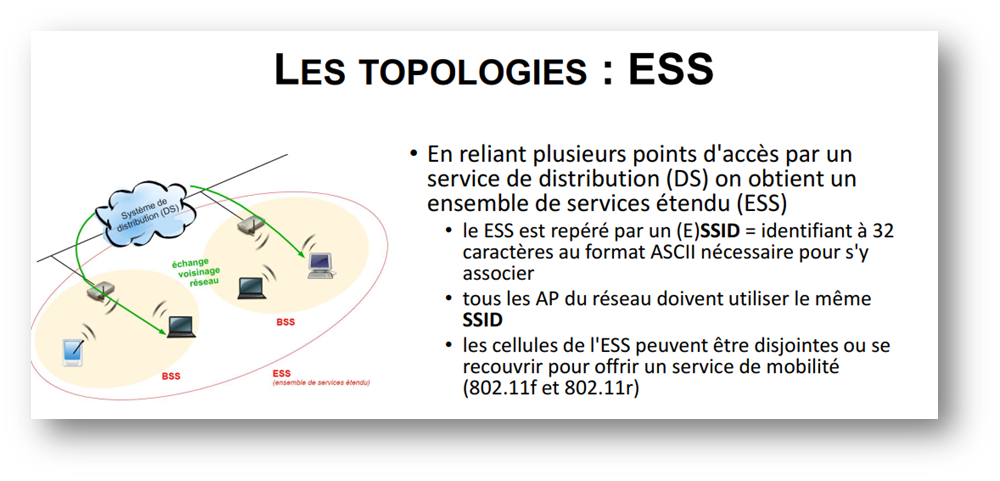 LES TOPOLOGIES : ESS
Système de
distribution (DS)
échange
voisinage
réseau
BSS
BSS
ESS
(ensemble de services étendu)
• En reliant plusieurs points d'accès par un
service de distribution (DS) on obtient un
ensemble de services étendu (ESS)
• le ESS est repéré par un (E)SSID = identifiant à 32
caractères au format ASCII nécessaire pour s'y
associer
• tous les AP du réseau doivent utiliser le même
SSID
• les cellules de l'ESS peuvent être disjointes ou se
recouvrir pour offrir un service de mobilité
(802.11f et 802.11r)